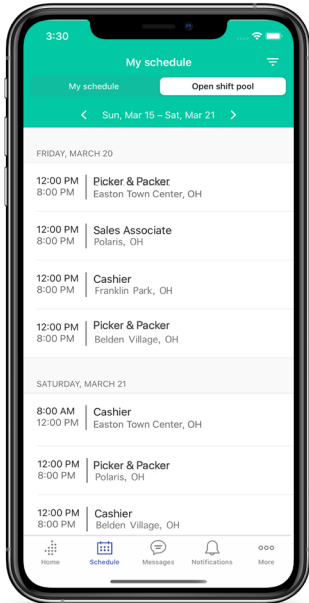 3:30
My schedule
My schedule
Open shift pool
Sun, Mar 15 – Sat, Mar 21
FRIDAY, MARCH 20
12:00 PM Picker & Packer
8:00 PM Easton Town Center, OH
12:00 PM Sales Associate
8:00 PM Polaris, OH
12:00 PM Cashier
8:00 PM Franklin Park, OH
12:00 PM Picker & Packer
8:00 PM Belden Village, OH
SATURDAY, MARCH 21
8:00 AM Cashier
12:00 PM Easton Town Center, OH
12:00 PM Picker & Packer
8:00 PM Polaris, OH
12:00 PM Cashier
8:00 PM Belden Village, OH
Home
Schedule
Messages
Notifications
More